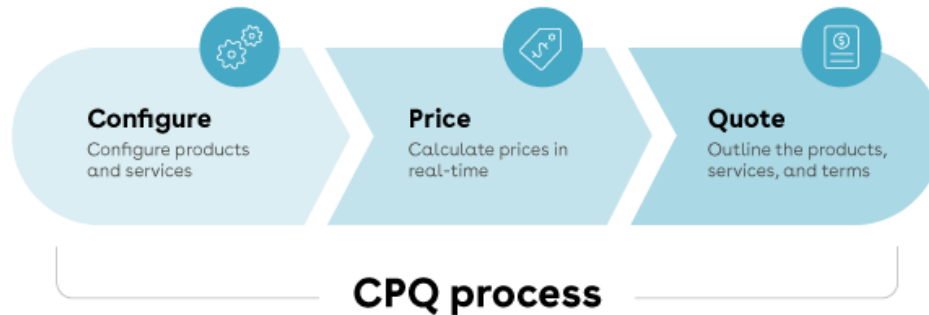 Configure
Configure products
and services
Price
Calculate prices in
real-time
Quote
Outline the products,
services, and terms
CPQ process